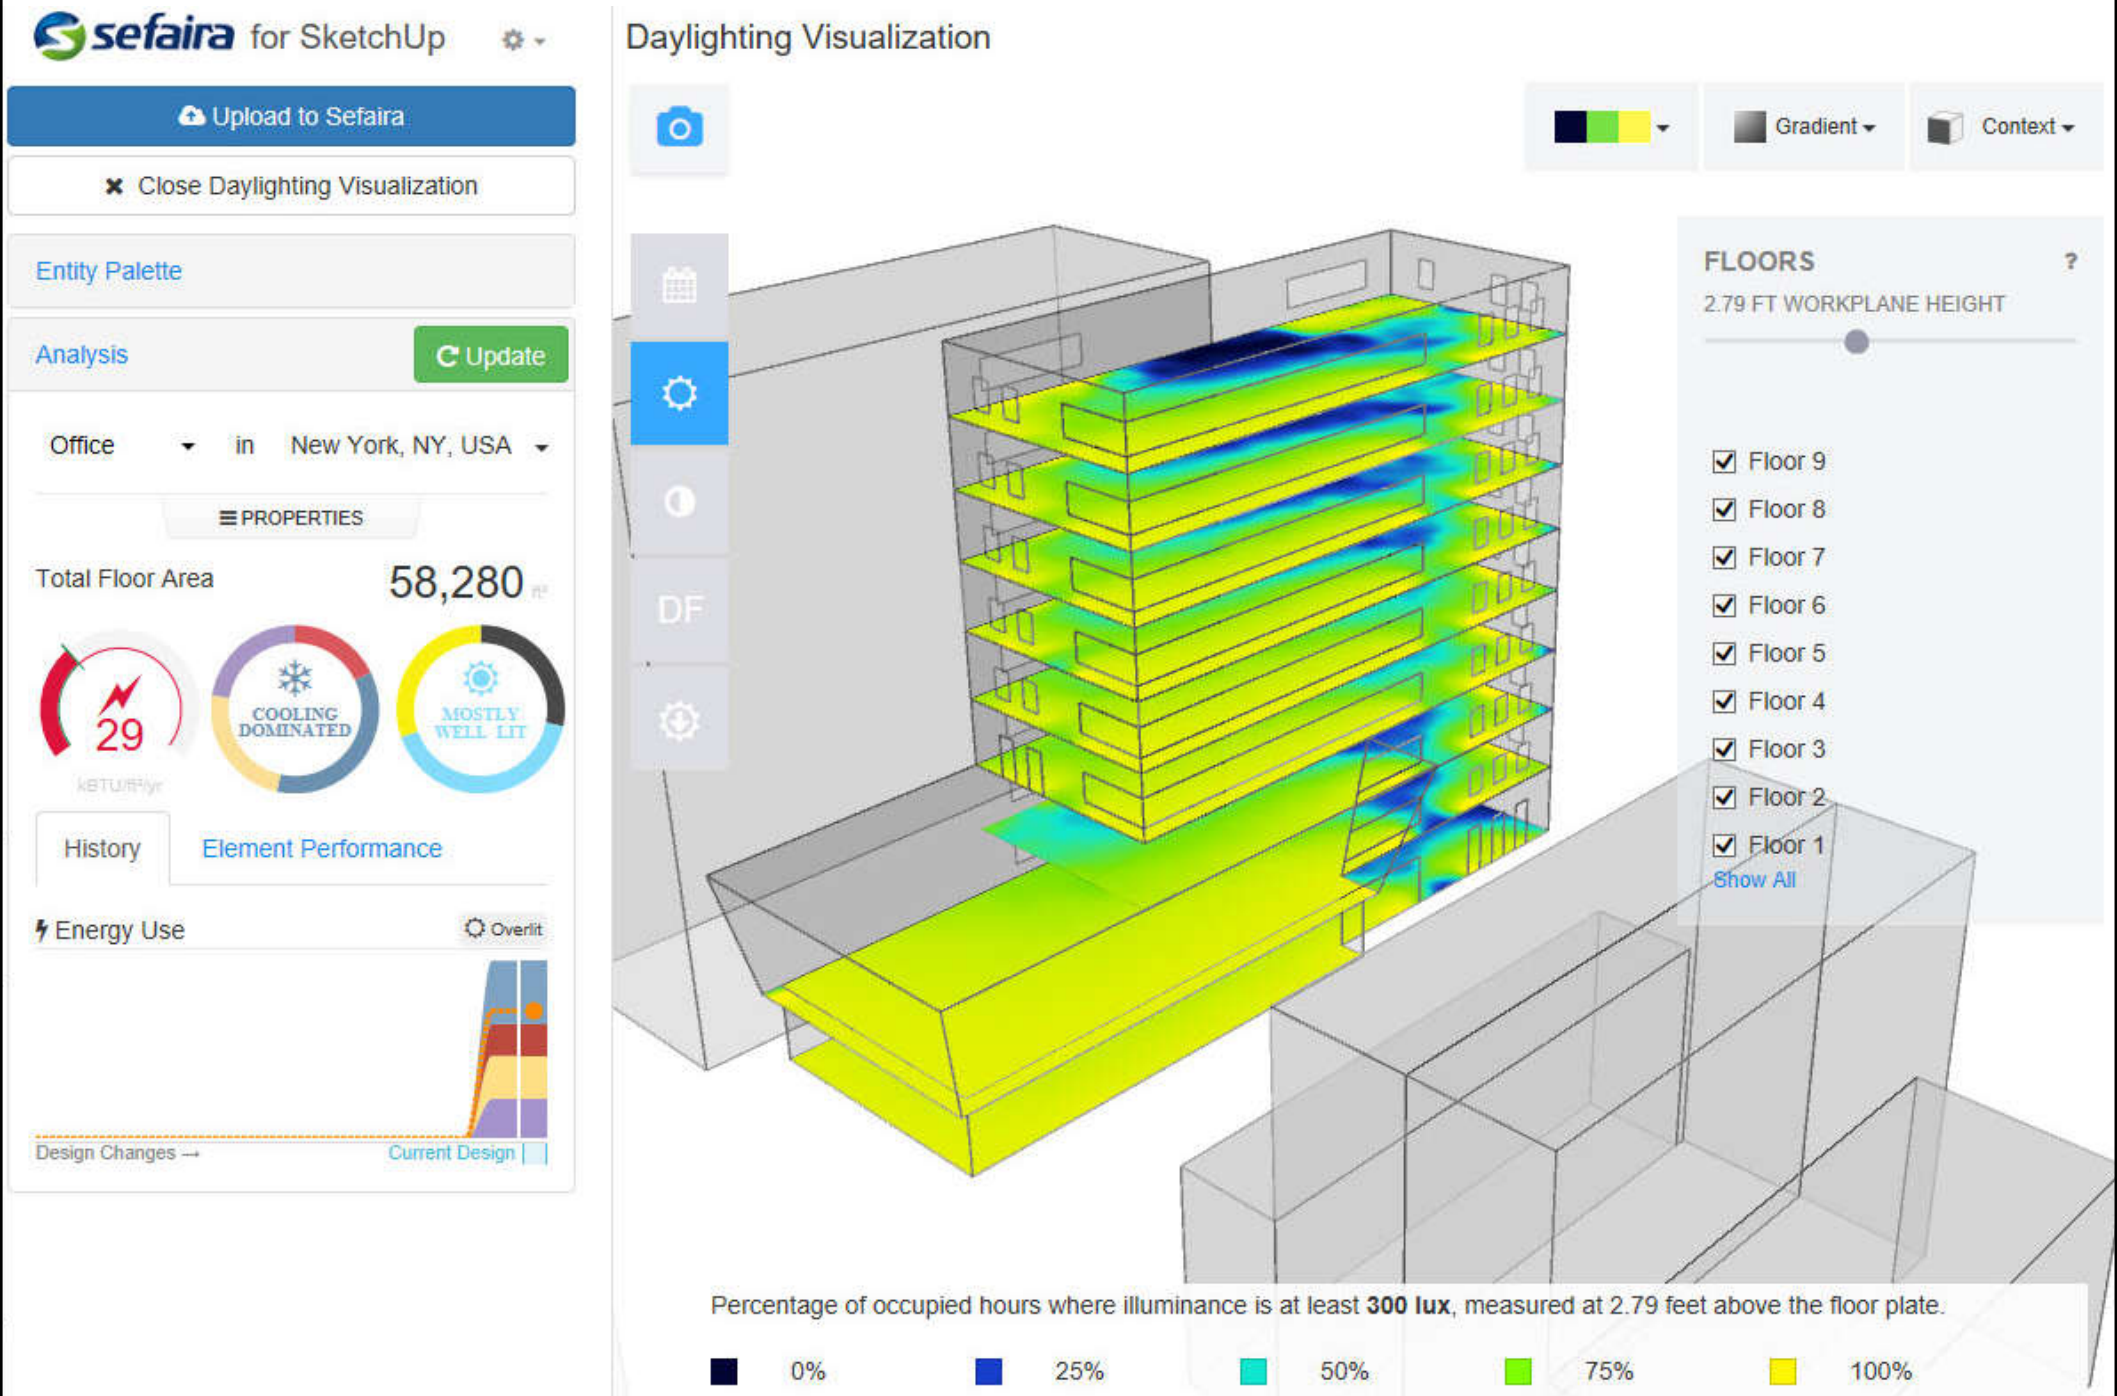 sefaira for SketchUp
Upload to Sefaira
Close Daylighting Visualization
Entity Palette
Analysis
Update
Office in New York, NY, USA
PROPERTIES
Total Floor Area 58,280 ft²
29
kBTU/ft²/yr
COOLING
DOMINATED
MOSTLY
WELL LIT
History
Element Performance
Energy Use
Overlit
Design Changes →
Current Design
Daylighting Visualization
Gradient
Context
DF
FLOORS ?
2.79 FT WORKPLANE HEIGHT
Floor 9
Floor 8
Floor 7
Floor 6
Floor 5
Floor 4
Floor 3
Floor 2
Floor 1
Show All
Percentage of occupied hours where illuminance is at least 300 lux, measured at 2.79 feet above the floor plate.
0% 25% 50% 75% 100%